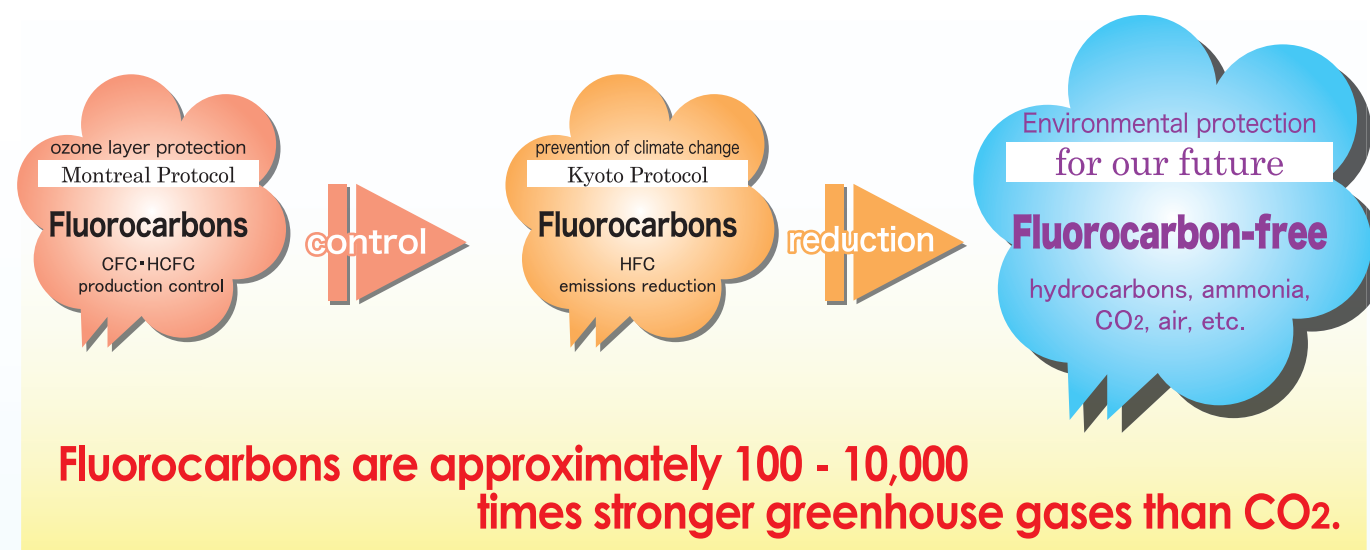 ozone layer protection
Montreal Protocol
Fluorocarbons
CFC・HCFC
production control
control
prevention of climate change
Kyoto Protocol
Fluorocarbons
HFC
emissions reduction
reduction
Environmental protection
for our future
Fluorocarbon-free
hydrocarbons, ammonia,
CO2, air, etc.
Fluorocarbons are approximately 100 - 10,000
times stronger greenhouse gases than CO2.